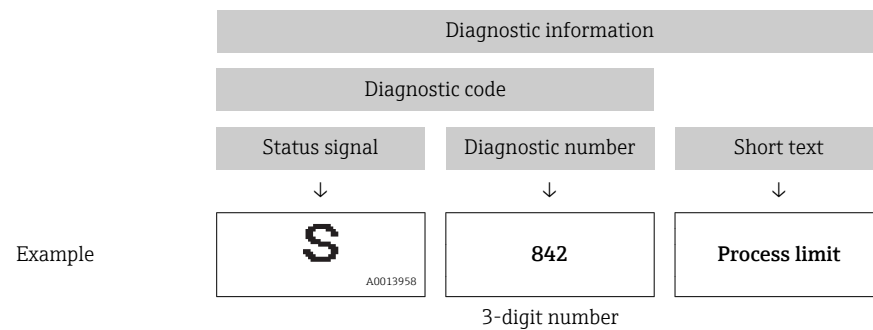 Diagnostic information
Diagnostic code
Status signal Diagnostic number Short text
↓ ↓ ↓
Example S 842 Process limit
A0013958
3-digit number